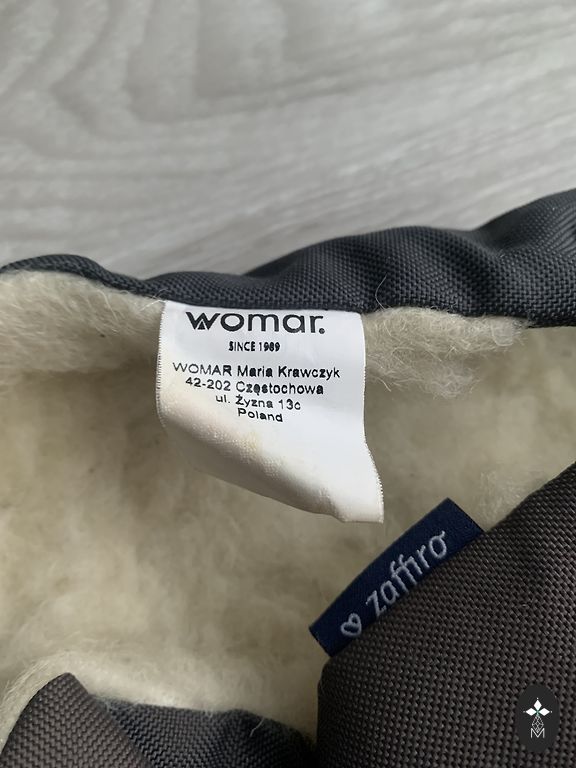 womar.
SINCE 1989
WOMAR Maria Krawczyk
42-202 Częstochowa
ul. Żyzna 13c
Poland
zaffiro
M